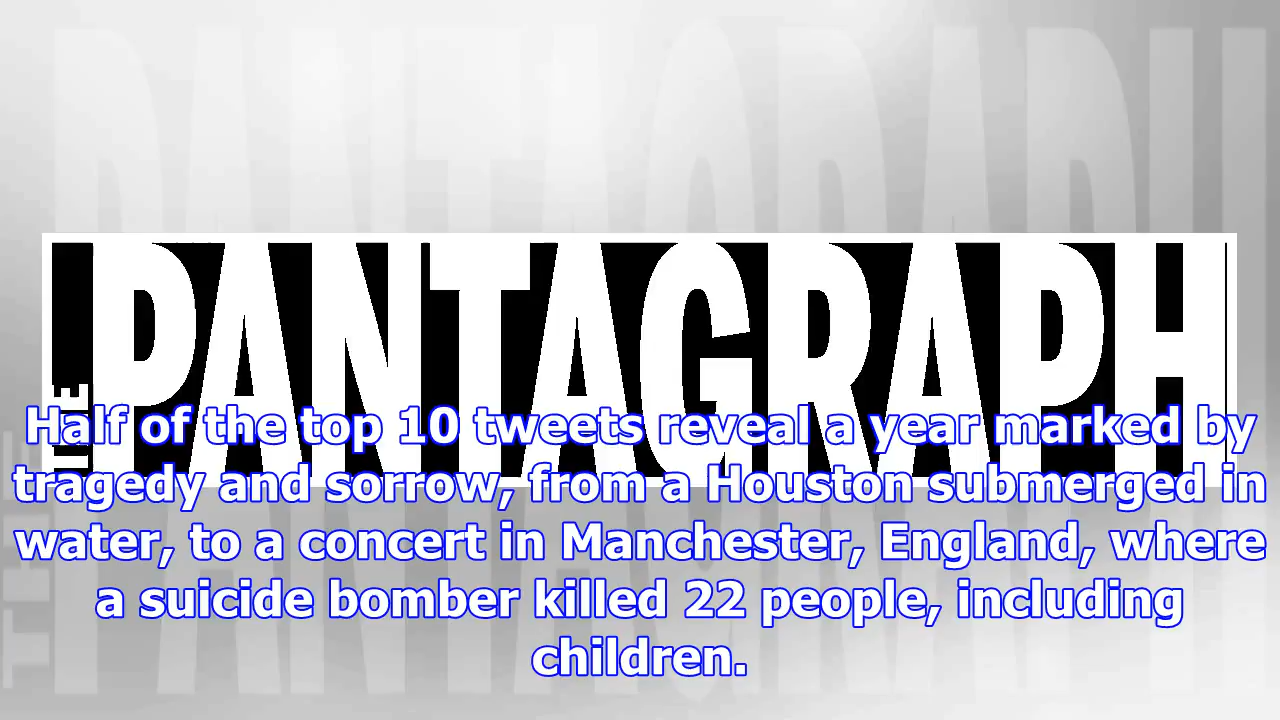 THE PANTAGRAPH
Half of the top 10 tweets reveal a year marked by
tragedy and sorrow, from a Houston submerged in
water, to a concert in Manchester, England, where
a suicide bomber killed 22 people, including
children.